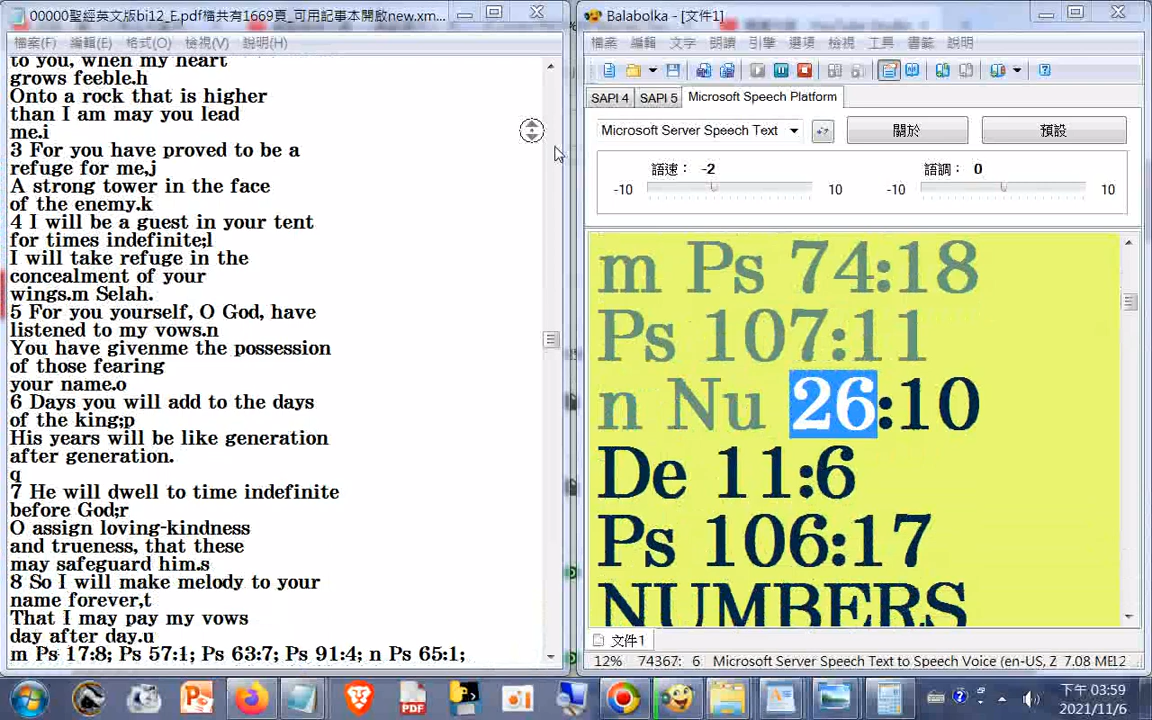 00000聖經英文版bi12_E.pdf檔共有1669頁_可用記事本開啟new.xm...
檔案(F) 編輯(E) 格式(O) 檢視(V) 說明(H)
to you, when my heart
grows feeble.h
Onto a rock that is higher
than I am may you lead
me.i
3 For you have proved to be a
refuge for me,j
A strong tower in the face
of the enemy.k
4 I will be a guest in your tent
for times indefinite;l
I will take refuge in the
concealment of your
wings.m Selah.
5 For you yourself, O God, have
listened to my vows.n
You have givenme the possession
of those fearing
your name.o
6 Days you will add to the days
of the king;p
His years will be like generation
after generation.
q
7 He will dwell to time indefinite
before God;r
O assign loving-kindness
and trueness, that these
may safeguard him.s
8 So I will make melody to your
name forever,t
That I may pay my vows
day after day.u
m Ps 17:8; Ps 57:1; Ps 63:7; Ps 91:4; n Ps 65:1;
Balabolka - [文件1]
檔案 編輯 文字 朗讀 引擎 選項 檢視 工具 書籤 說明
SAPI 4 SAPI 5 Microsoft Speech Platform
Microsoft Server Speech Text 關於 預設
語速： -2 語調： 0
-10 10 -10 10
m Ps 74:18
Ps 107:11
n Nu 26:10
De 11:6
Ps 106:17
NUMBERS
文件1
12% 74367: 6 Microsoft Server Speech Text to Speech Voice (en-US, Z 7.08 ME12
PDF
下午 03:59
2021/11/6